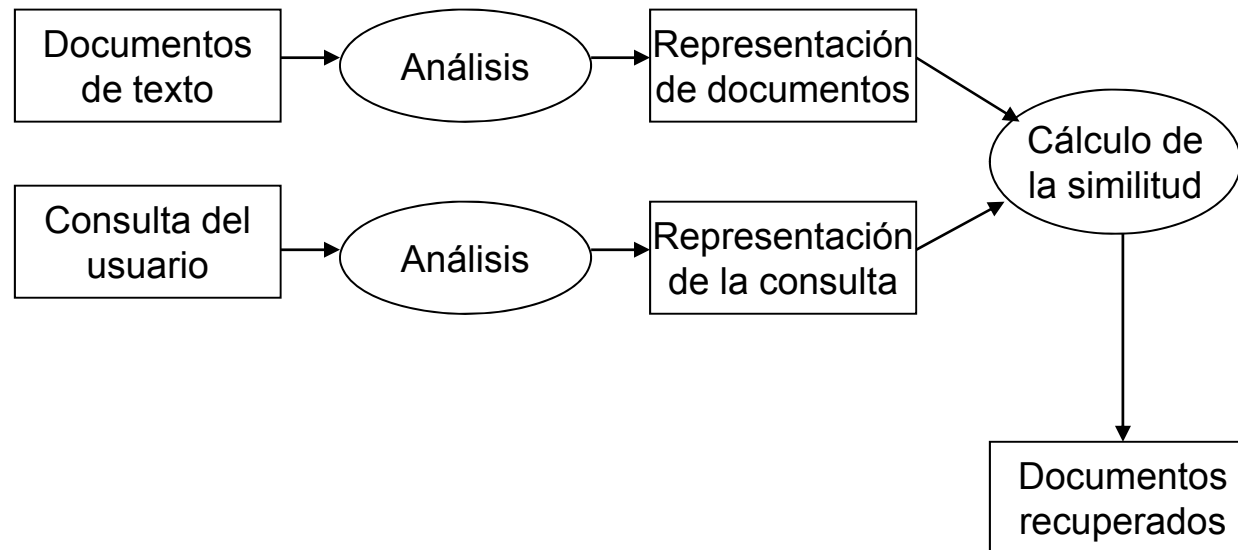 Documentos
de texto
Análisis
Representación
de documentos
Cálculo de
la similitud
Consulta del
usuario
Análisis
Representación
de la consulta
Documentos
recuperados